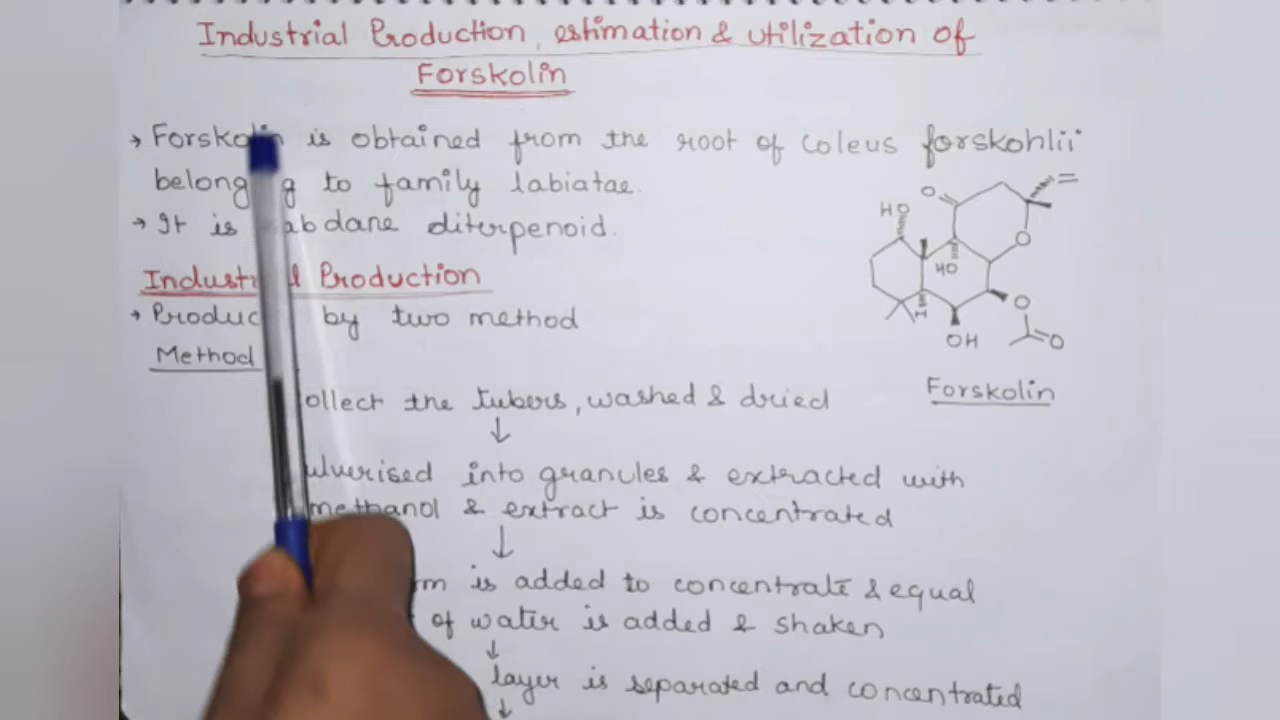 Industrial Production, estimation & utilization of
Forskolin
→ Forskolin is obtained from the root of coleus forskohlii
belong g to family labiatae.
→ It is abdane diterpenoid.
Industrial Production
→ Produc by two method
Method
ollect the tubers, washed & dried
↓
ulverised into granules & extracted with
methanol & extract is concentrated
↓
m is added to concentrate & equal
of water is added & shaken
↓
layer is separated and concentrated
↓
O
HO
O
HO
H
O
OH
O
Forskolin